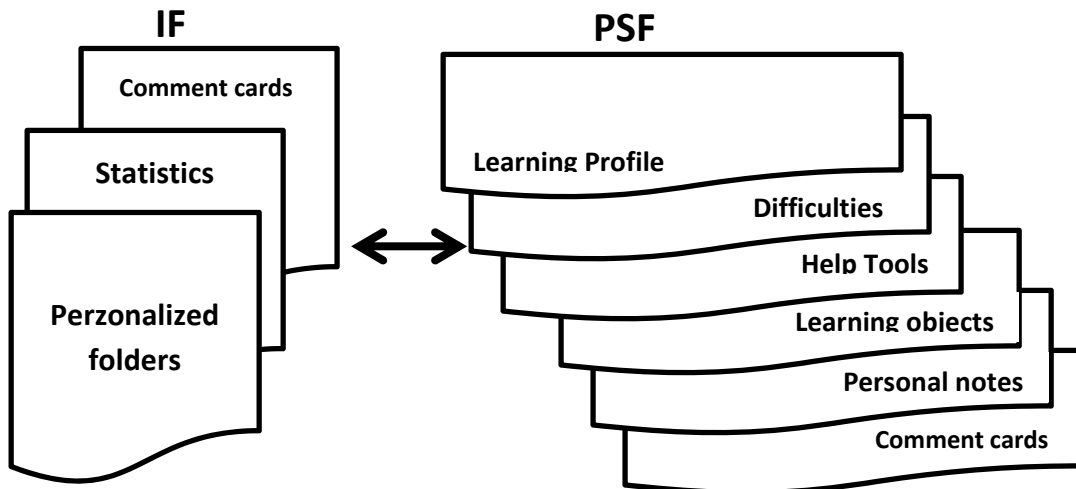 IF
Comment cards
Statistics
Perzonalized
folders
PSF
Learning Profile
Difficulties
Help Tools
Learning objects
Personal notes
Comment cards